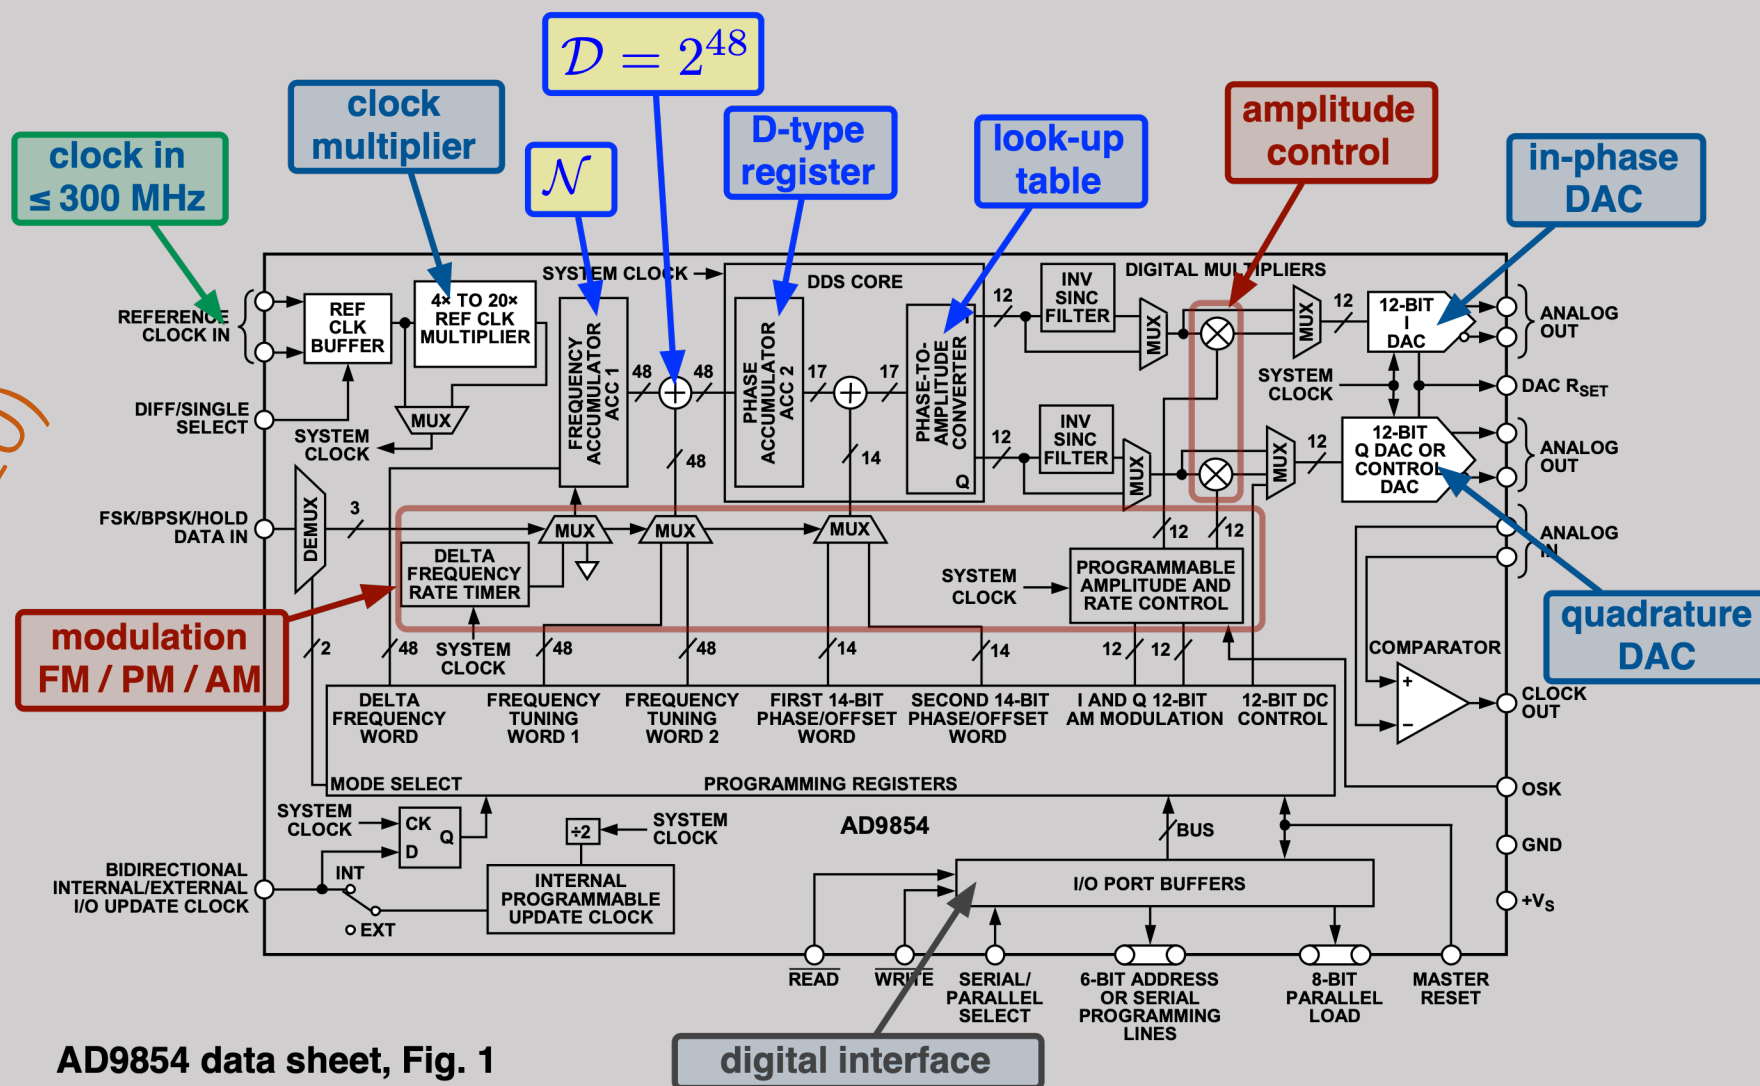 𝒟 = 2^48
clock
multiplier
clock in
≤ 300 MHz
𝒩
D-type
register
look-up
table
amplitude
control
in-phase
DAC
SYSTEM CLOCK
DDS CORE
DIGITAL MULTIPLIERS
REFERENCE
CLOCK IN
REF
CLK
BUFFER
4× TO 20×
REF CLK
MULTIPLIER
FREQUENCY
ACCUMULATOR
ACC 1
48
48
48
PHASE
ACCUMULATOR
ACC 2
17
17
14
PHASE-TO-
AMPLITUDE
CONVERTER
I
Q
12
INV
SINC
FILTER
MUX
MUX
12
12-BIT
I
DAC
ANALOG
OUT
DIFF/SINGLE
SELECT
MUX
SYSTEM
CLOCK
12
INV
SINC
FILTER
MUX
MUX
12
SYSTEM
CLOCK
DAC RSET
12-BIT
Q DAC OR
CONTROL
DAC
ANALOG
OUT
FSK/BPSK/HOLD
DATA IN
DEMUX
3
MUX
MUX
MUX
12
12
ANALOG
IN
DELTA
FREQUENCY
RATE TIMER
SYSTEM
CLOCK
PROGRAMMABLE
AMPLITUDE AND
RATE CONTROL
modulation
FM / PM / AM
quadrature
DAC
2
48
SYSTEM
CLOCK
48
48
14
14
12
12
COMPARATOR
+
−
CLOCK
OUT
DELTA
FREQUENCY
WORD
FREQUENCY
TUNING
WORD 1
FREQUENCY
TUNING
WORD 2
FIRST 14-BIT
PHASE/OFFSET
WORD
SECOND 14-BIT
PHASE/OFFSET
WORD
I AND Q 12-BIT
AM MODULATION
12-BIT DC
CONTROL
MODE SELECT
PROGRAMMING REGISTERS
OSK
SYSTEM
CLOCK
CK
Q
D
÷2
SYSTEM
CLOCK
AD9854
BUS
GND
BIDIRECTIONAL
INTERNAL/EXTERNAL
I/O UPDATE CLOCK
INT
EXT
INTERNAL
PROGRAMMABLE
UPDATE CLOCK
I/O PORT BUFFERS
+VS
READ
WRITE
SERIAL/
PARALLEL
SELECT
6-BIT ADDRESS
OR SERIAL
PROGRAMMING
LINES
8-BIT
PARALLEL
LOAD
MASTER
RESET
AD9854 data sheet, Fig. 1
digital interface